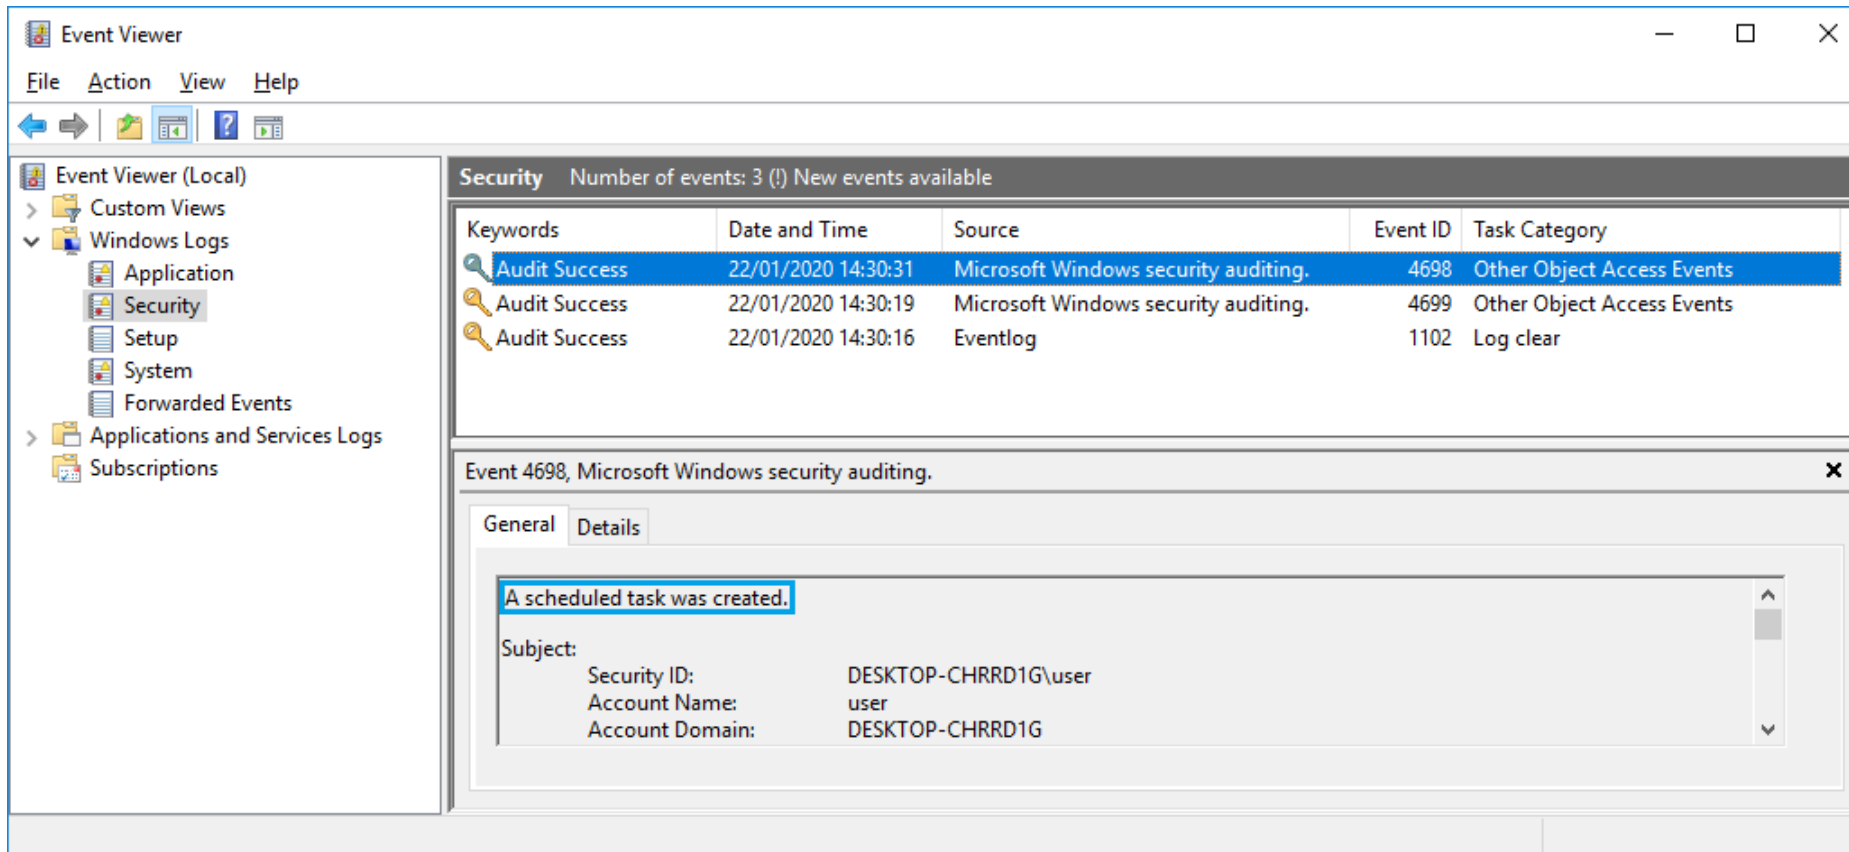 Event Viewer
File Action View Help
Event Viewer (Local)
Custom Views
Windows Logs
Application
Security
Setup
System
Forwarded Events
Applications and Services Logs
Subscriptions
Security Number of events: 3 (!) New events available
Keywords Date and Time Source Event ID Task Category
Audit Success 22/01/2020 14:30:31 Microsoft Windows security auditing. 4698 Other Object Access Events
Audit Success 22/01/2020 14:30:19 Microsoft Windows security auditing. 4699 Other Object Access Events
Audit Success 22/01/2020 14:30:16 Eventlog 1102 Log clear
Event 4698, Microsoft Windows security auditing.
General Details
A scheduled task was created.
Subject:
Security ID: DESKTOP-CHRRD1G\user
Account Name: user
Account Domain: DESKTOP-CHRRD1G